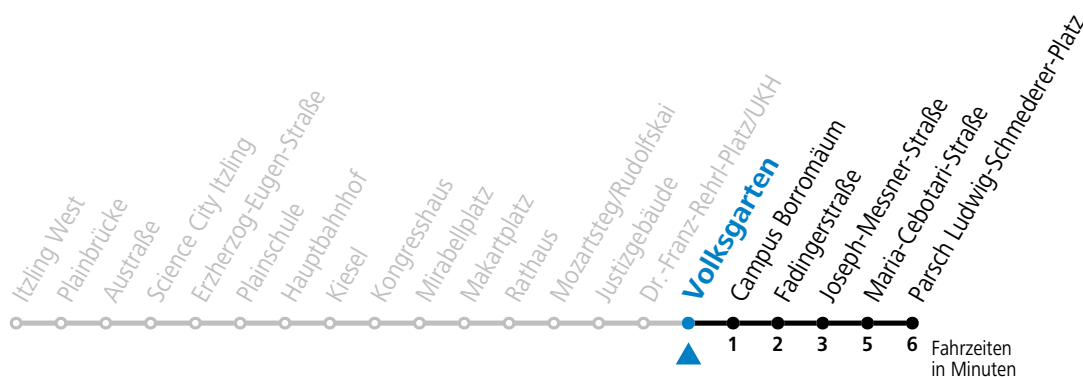 Itzling West
Plainbrücke
Austraße
Science City Itzling
Erzherzog-Eugen-Straße
Plainschule
Hauptbahnhof
Kiesel
Kongresshaus
Mirabellplatz
Makartplatz
Rathaus
Mozartsteg/Rudolfskai
Justizgebäude
Dr.-Franz-Rehrl-Platz/UKH
Volksgarten
Campus Borromäum
Fadingerstraße
Joseph-Messner-Straße
Maria-Cebotari-Straße
Parsch Ludwig-Schmederer-Platz
1 2 3 5 6
Fahrzeiten
in Minuten